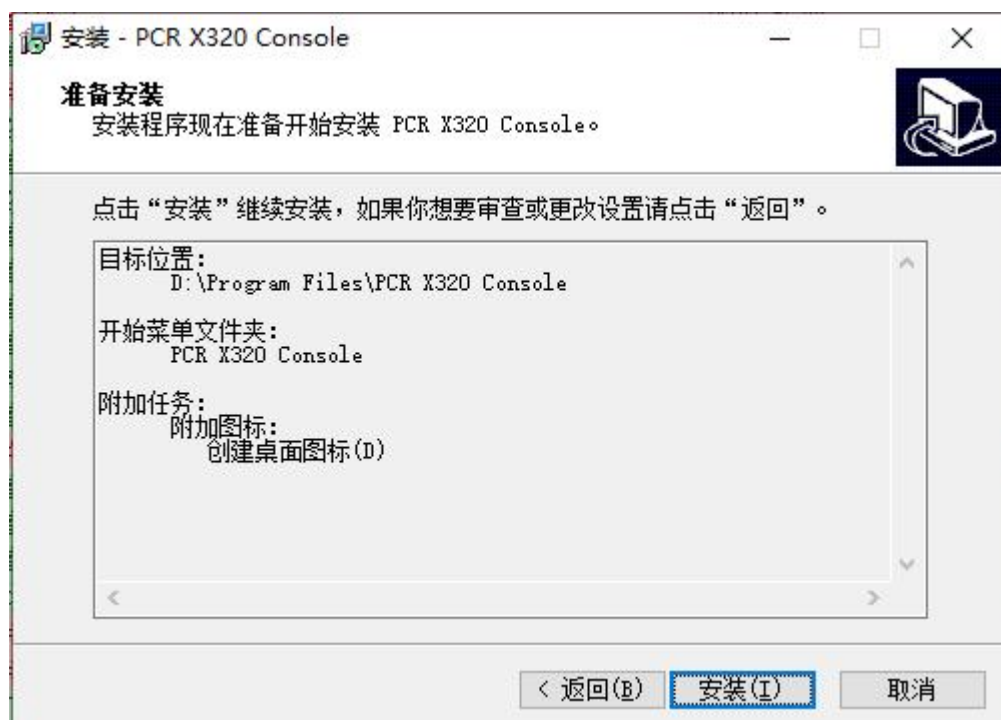 安装 - PCR X320 Console
准备安装
安装程序现在准备开始安装 PCR X320 Console。
点击“安装”继续安装，如果你想要审查或更改设置请点击“返回”。
目标位置：
D:\Program Files\PCR X320 Console
开始菜单文件夹：
PCR X320 Console
附加任务：
附加图标：
创建桌面图标(D)
< 返回(B)
安装(I)
取消